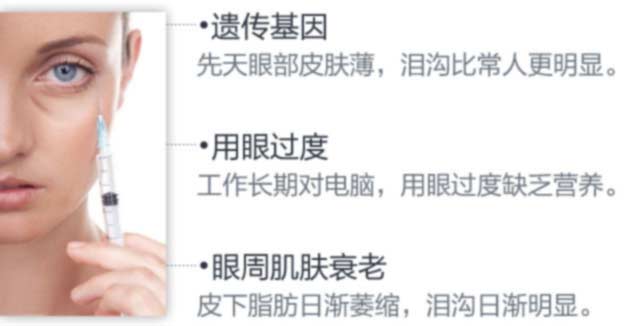 •遗传基因
先天眼部皮肤薄，泪沟比常人更明显。
•用眼过度
工作长期对电脑，用眼过度缺乏营养。
•眼周肌肤衰老
皮下脂肪日渐萎缩，泪沟日渐明显。